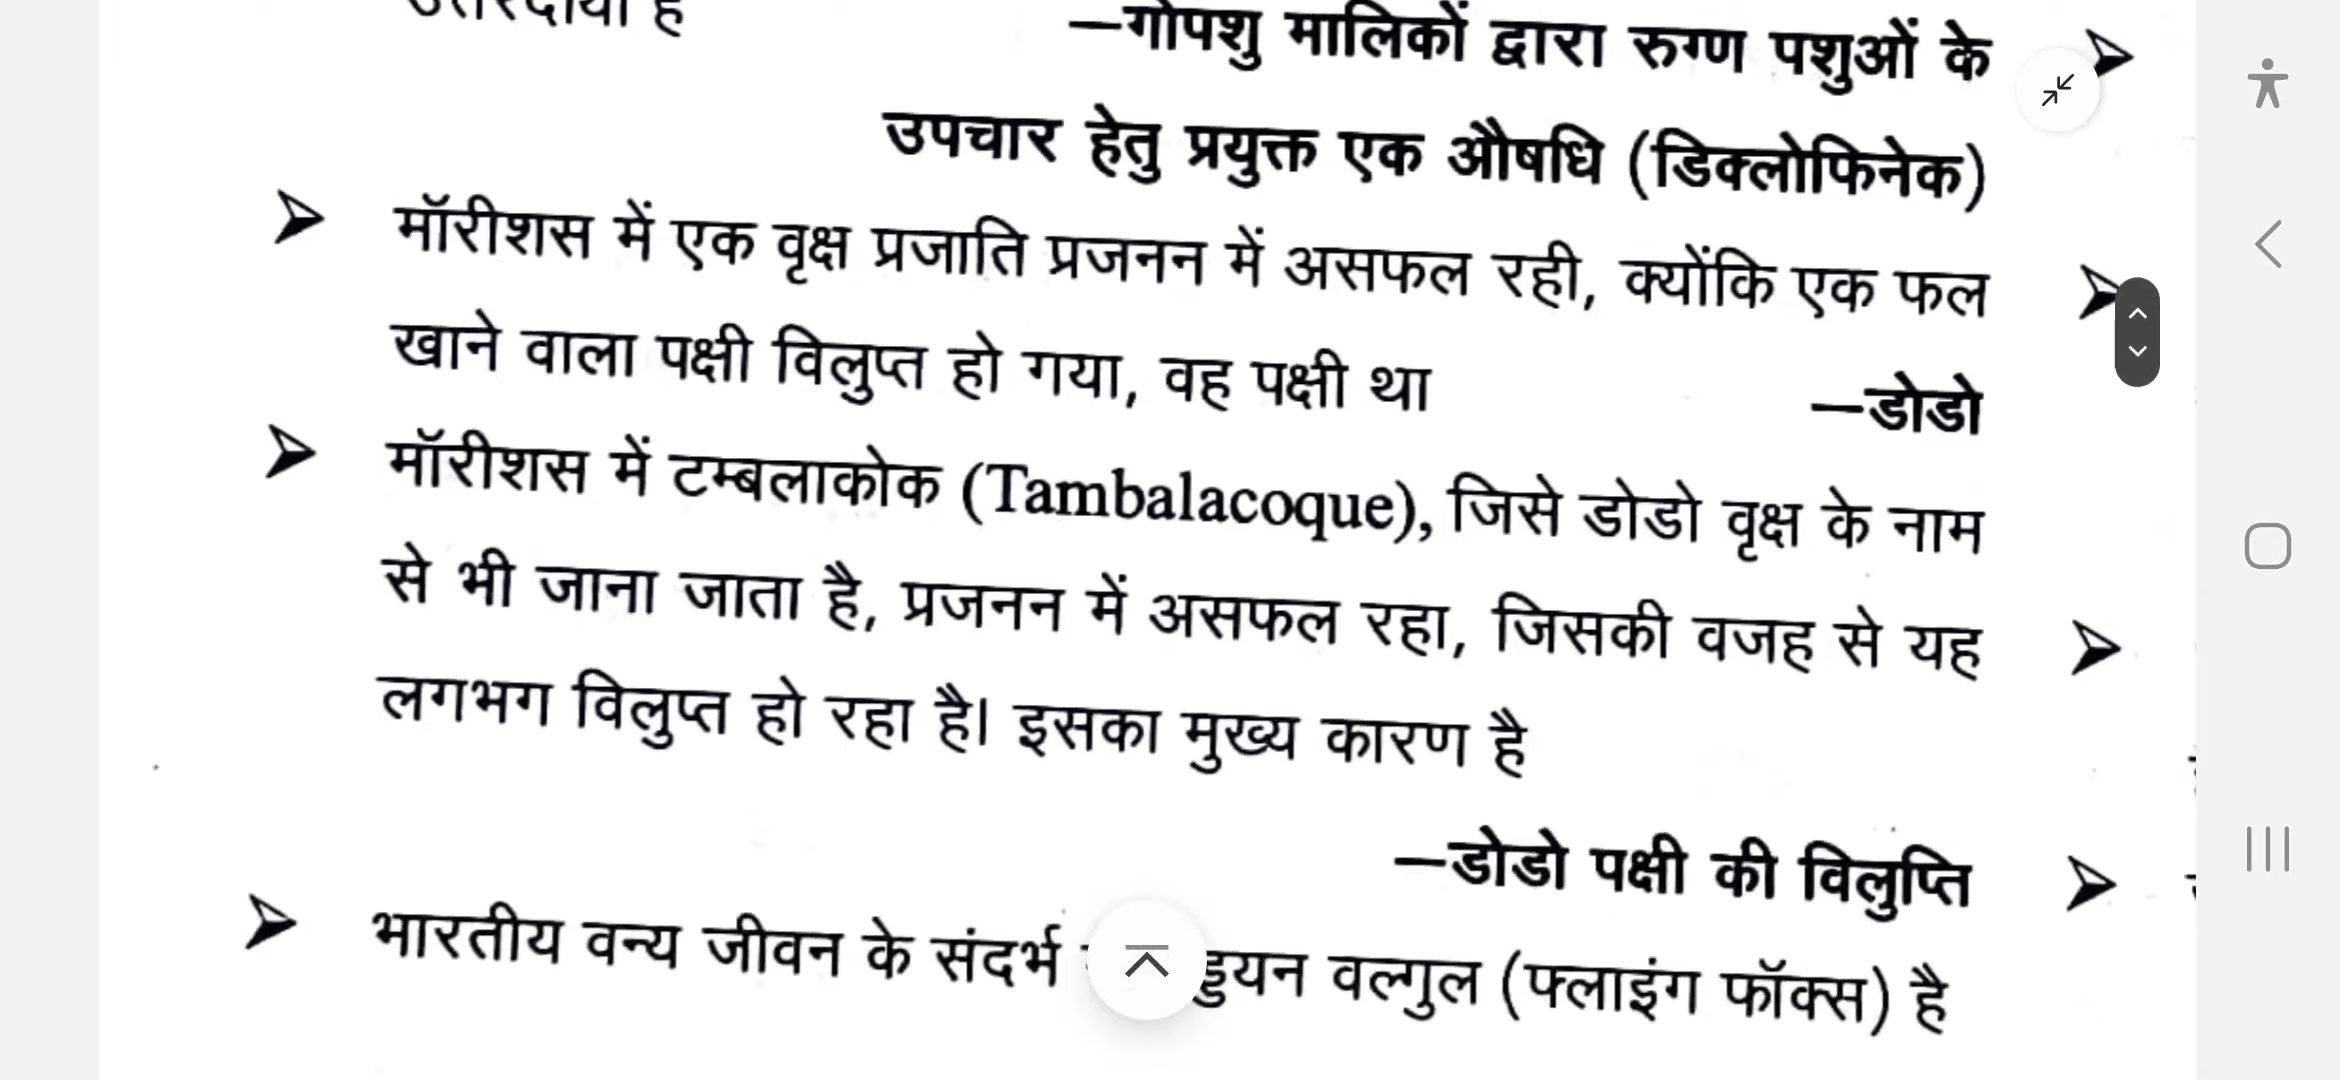 —गोपशु मालिकों द्वारा रुग्ण पशुओं के
उपचार हेतु प्रयुक्त एक औषधि (डिक्लोफिनेक)
➢ मॉरीशस में एक वृक्ष प्रजाति प्रजनन में असफल रही, क्योंकि एक फल
खाने वाला पक्षी विलुप्त हो गया, वह पक्षी था —डोडो
➢ मॉरीशस में टम्बलाकोक (Tambalacoque), जिसे डोडो वृक्ष के नाम
से भी जाना जाता है, प्रजनन में असफल रहा, जिसकी वजह से यह
लगभग विलुप्त हो रहा है। इसका मुख्य कारण है
—डोडो पक्षी की विलुप्ति
➢ भारतीय वन्य जीवन के संदर्भ वल्गुल (फ्लाइंग फॉक्स) है